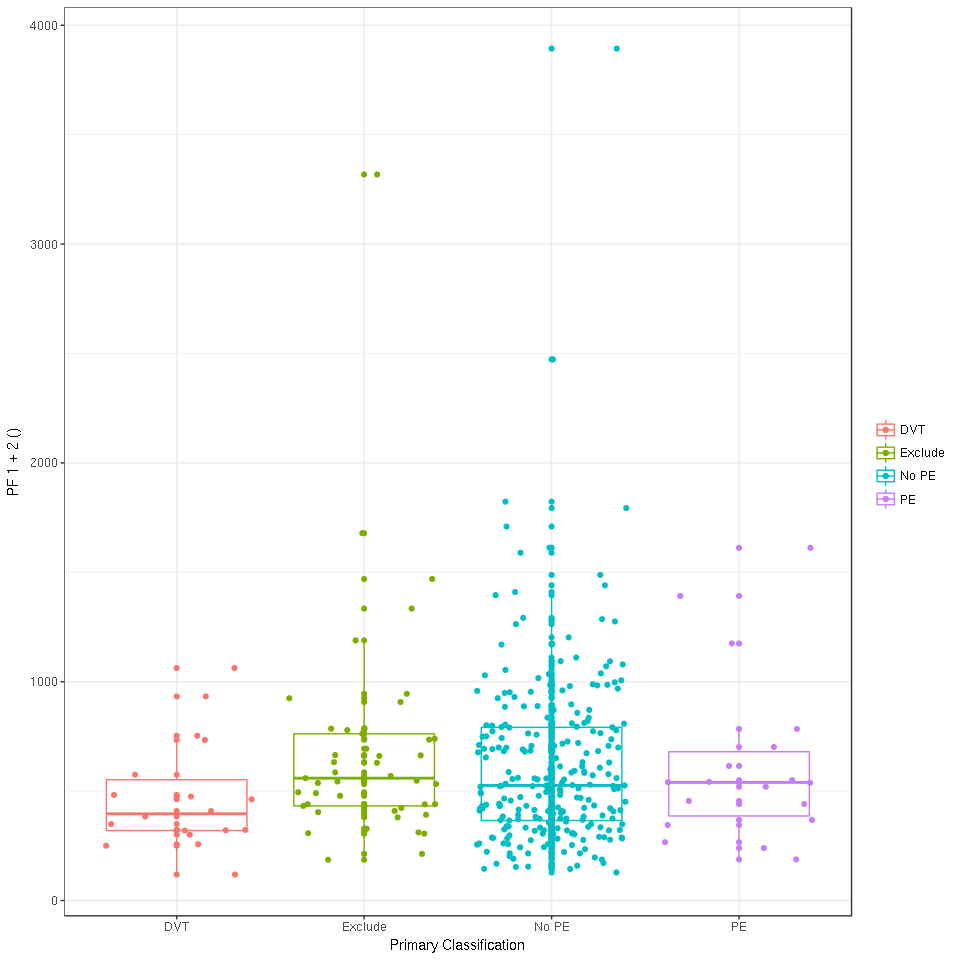 4000
3000
2000
1000
0
PF 1 + 2 ()
DVT
Exclude
No PE
PE
Primary Classification
DVT
Exclude
No PE
PE